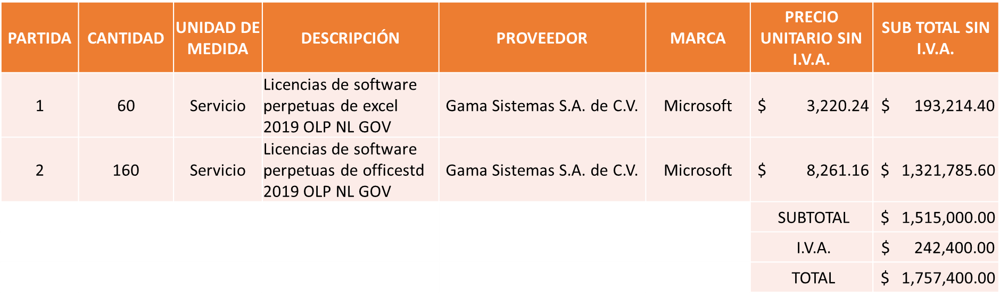 PARTIDA CANTIDAD UNIDAD DE MEDIDA DESCRIPCIÓN PROVEEDOR MARCA PRECIO UNITARIO SIN I.V.A. SUB TOTAL SIN I.V.A.
1 60 Servicio Licencias de software perpetuas de excel 2019 OLP NL GOV Gama Sistemas S.A. de C.V. Microsoft $ 3,220.24 $ 193,214.40
2 160 Servicio Licencias de software perpetuas de officestd 2019 OLP NL GOV Gama Sistemas S.A. de C.V. Microsoft $ 8,261.16 $ 1,321,785.60
SUBTOTAL $ 1,515,000.00
I.V.A. $ 242,400.00
TOTAL $ 1,757,400.00